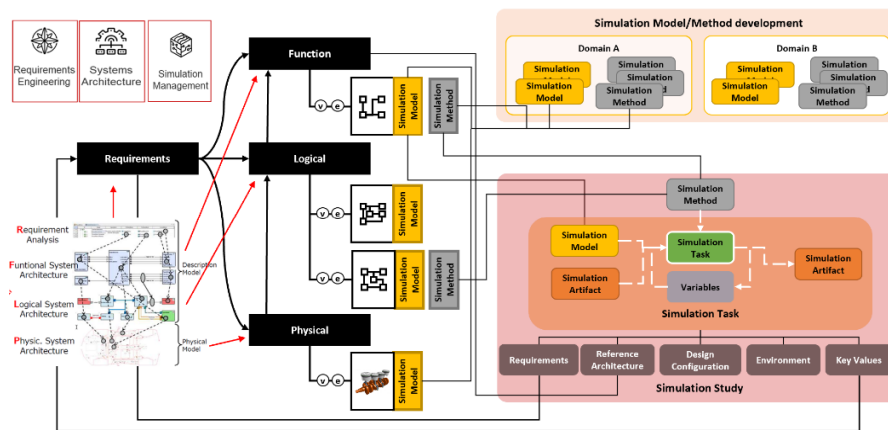 Requirements
Engineering
Systems
Architecture
Simulation
Management
Function
v
e
Simulation
Model
Simulation
Method
Requirements
Logical
v
e
Simulation
Model
v
e
Simulation
Model
Simulation
Method
Physical
v
e
Simulation
Model
Requirement
Analysis
Funtional System
Architecture
Logical System
Architecture
Physic. System
Architecture
Description
Model
Physical
Model
Simulation Model/Method development
Domain A
Simulation
Simulation
Model
Simulation
Simulation
Simulation
Method
Domain B
Simulation
Simulation
Model
Simulation
Simulation
Simulation
Method
Simulation
Method
Simulation
Model
Simulation
Task
Simulation
Artifact
Variables
Simulation
Artifact
Simulation Task
Requirements
Reference
Architecture
Design
Configuration
Environment
Key Values
Simulation Study